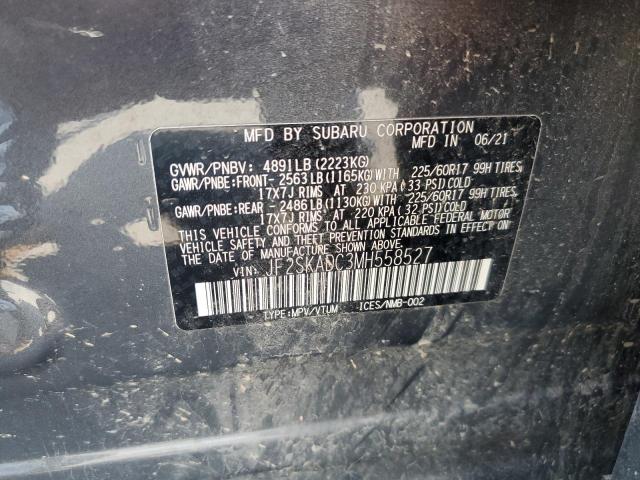 MFD BY SUBARU CORPORATION
MFD IN 06/21
GVWR/PNBV: 4891LB(2223KG)
GAWR/PNBE:FRONT-2563LB(1165KG)WITH 225/60R17 99H TIRES,
17x7J RIMS AT 230 KPA(33 PSI)COLD
GAWR/PNBE:REAR -2486LB(1130KG)WITH 225/60R17 99H TIRES,
17x7J RIMS AT 220 KPA(32 PSI)COLD
THIS VEHICLE CONFORMS TO ALL APPLICABLE FEDERAL MOTOR
VEHICLE SAFETY AND THEFT PREVENTION STANDARDS IN EFFECT ON
THE DATE OF MANUFACTURE SHOWN ABOVE.
VIN: JF2SKADC3MH558527
TYPE:MPV/VTUM ICES/NMB-002